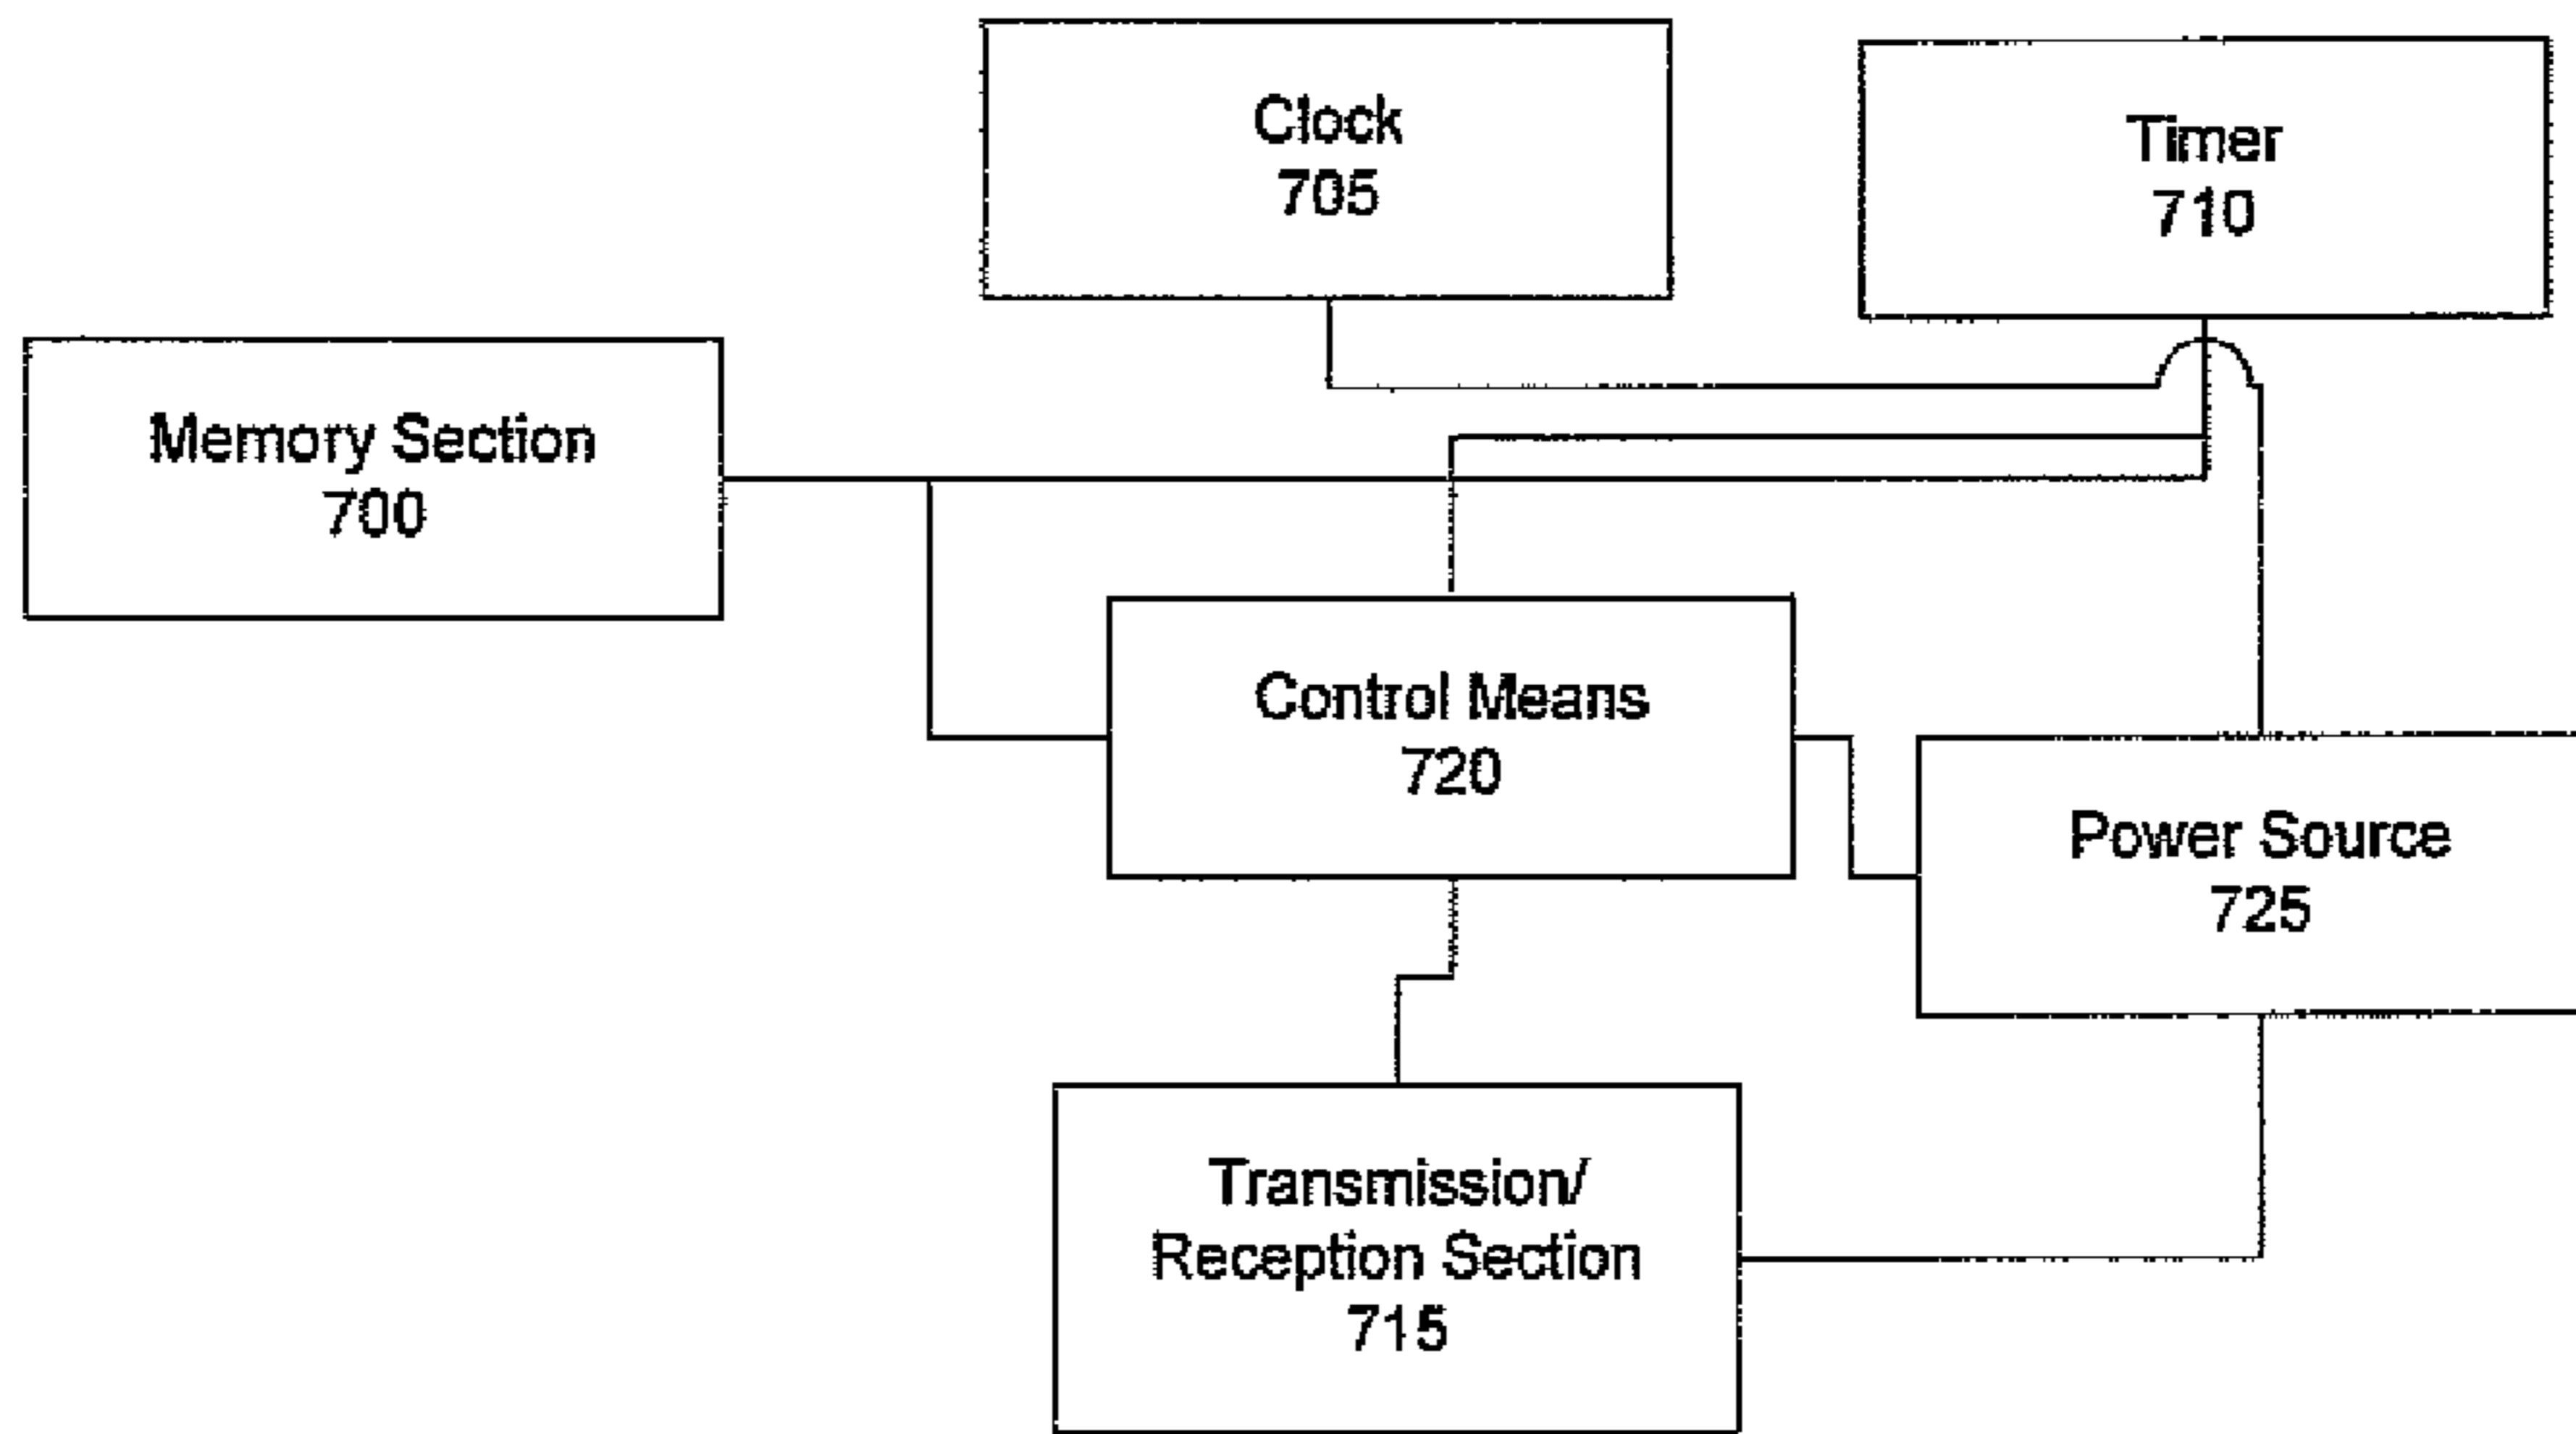 Clock
705
Timer
710
Memory Section
700
Control Means
720
Power Source
725
Transmission/
Reception Section
715